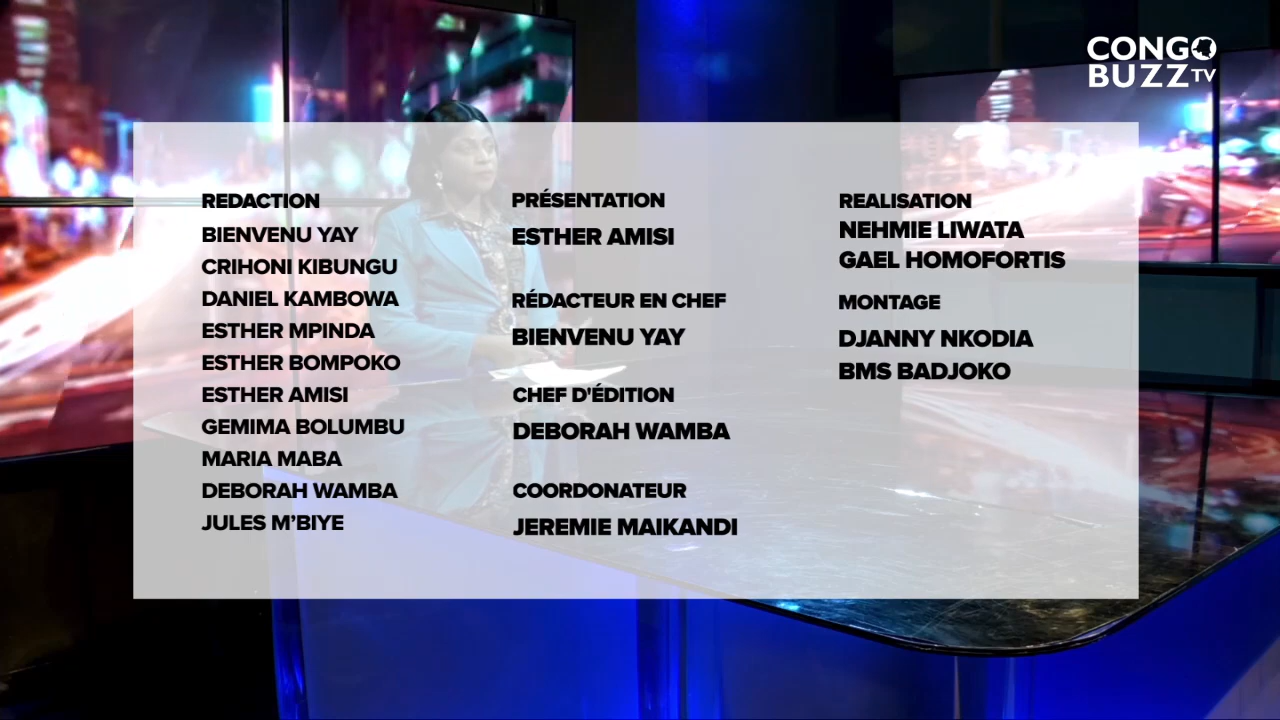 CONGO
BUZZ TV
REDACTION
BIENVENU YAY
CRIHONI KIBUNGU
DANIEL KAMBOWA
ESTHER MPINDA
ESTHER BOMPOKO
ESTHER AMISI
GEMIMA BOLUMBU
MARIA MABA
DEBORAH WAMBA
JULES M’BIYE
PRÉSENTATION
ESTHER AMISI
RÉDACTEUR EN CHEF
BIENVENU YAY
CHEF D'ÉDITION
DEBORAH WAMBA
COORDONATEUR
JEREMIE MAIKANDI
REALISATION
NEHMIE LIWATA
GAEL HOMOFORTIS
MONTAGE
DJANNY NKODIA
BMS BADJOKO